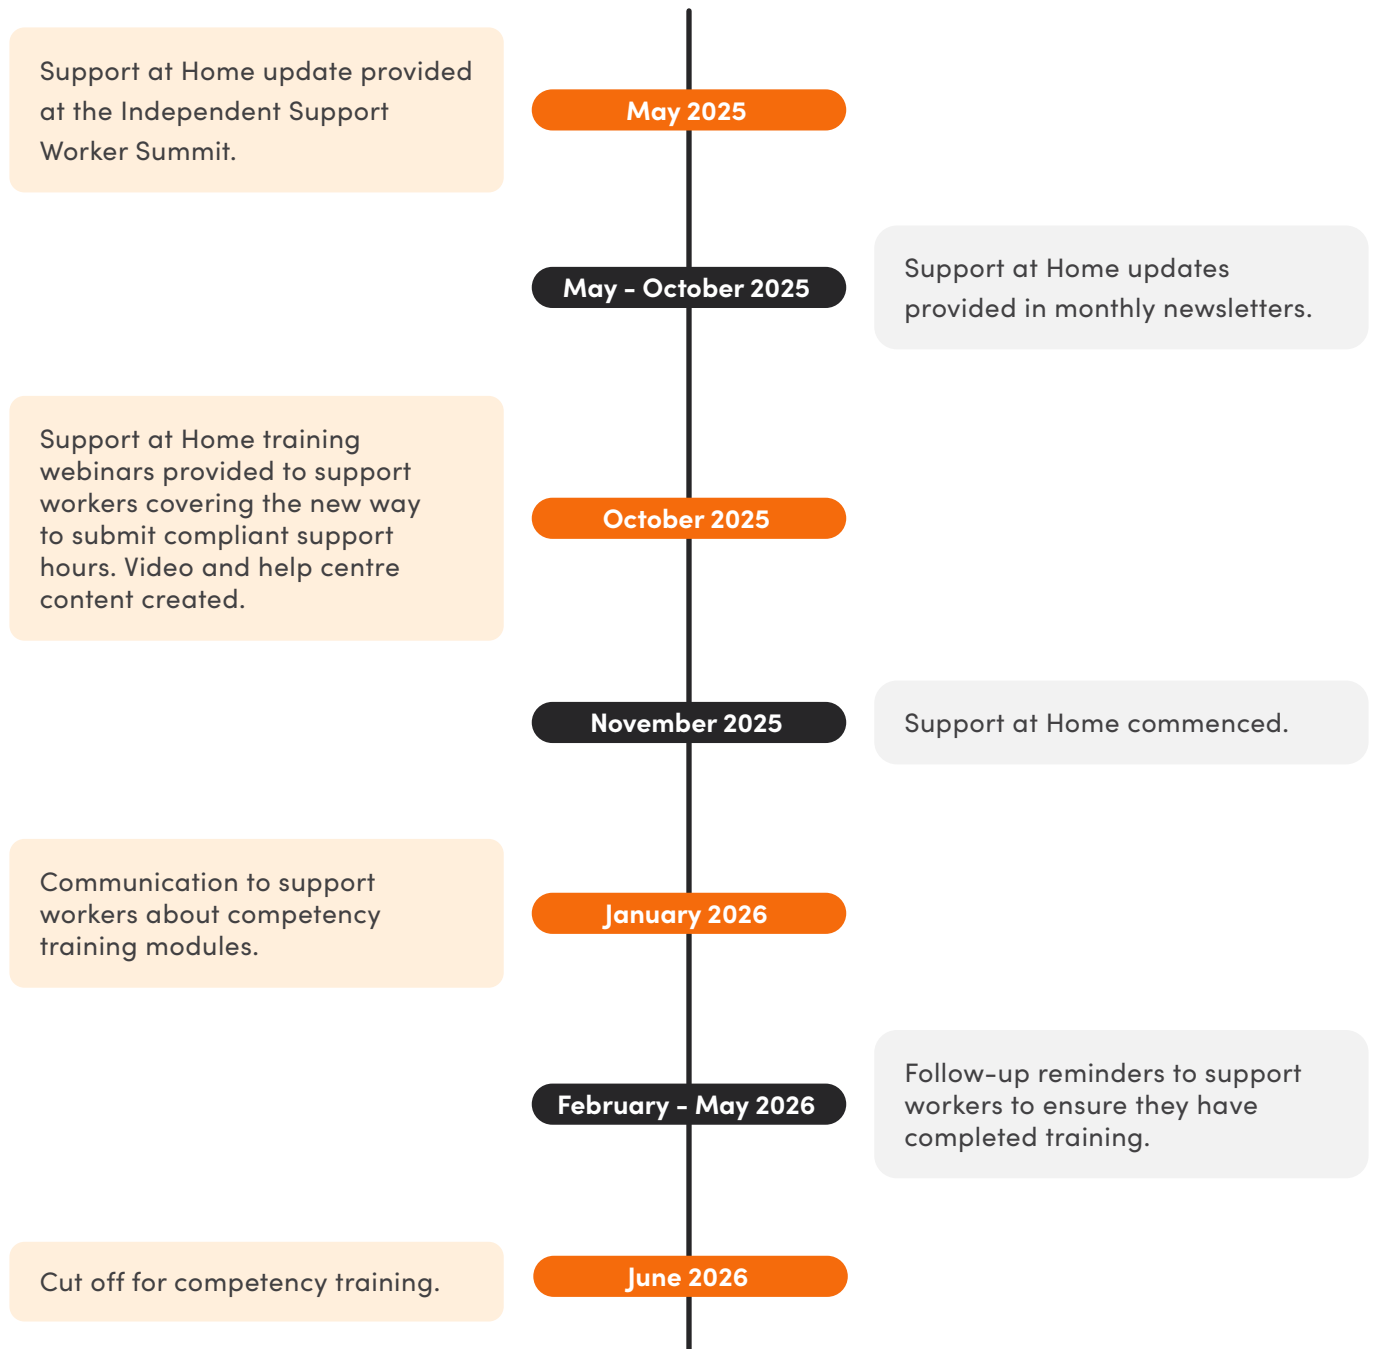 Support at Home update provided
at the Independent Support
Worker Summit.
May 2025
May - October 2025
Support at Home updates
provided in monthly newsletters.
Support at Home training
webinars provided to support
workers covering the new way
to submit compliant support
hours. Video and help centre
content created.
October 2025
November 2025
Support at Home commenced.
Communication to support
workers about competency
training modules.
January 2026
February - May 2026
Follow-up reminders to support
workers to ensure they have
completed training.
Cut off for competency training.
June 2026